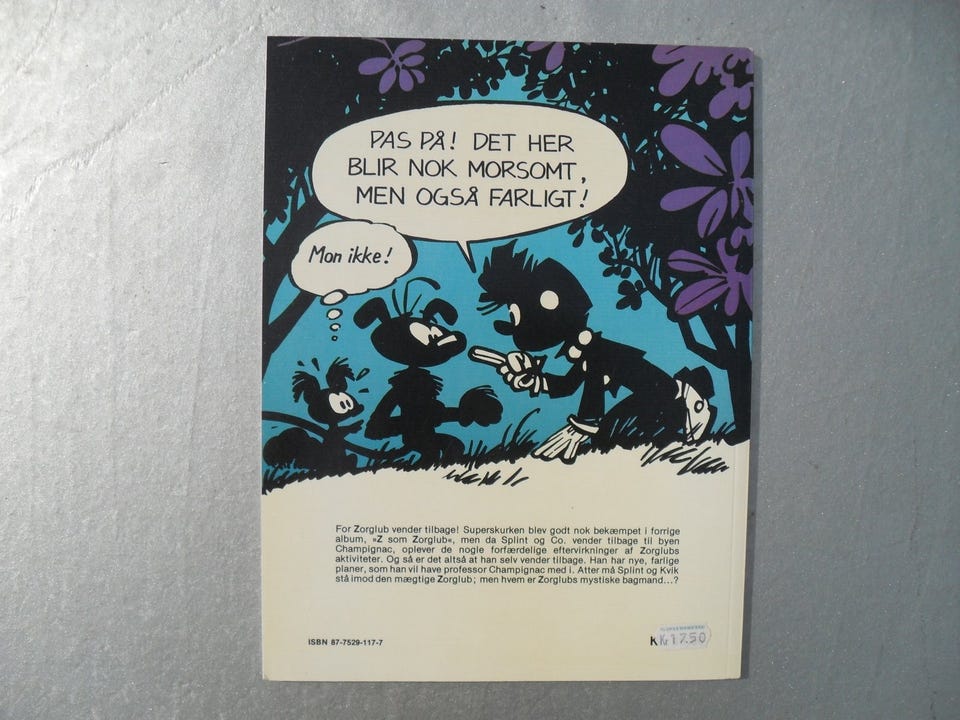 PAS PÅ! DET HER
BLIR NOK MORSOMT,
MEN OGSÅ FARLIGT!
Mon ikke!
For Zorglub vender tilbage! Superskurken blev godt nok bekæmpet i forrige
album, »Z som Zorglub«, men da Splint og Co. vender tilbage til byen
Champignac, oplever de nogle forfærdelige eftervirkninger af Zorglubs
aktiviteter. Og så er det altså at han selv vender tilbage. Han har nye, farlige
planer, som han vil have professor Champignac med i. Atter må Splint og Kvik
stå imod den mægtige Zorglub; men hvem er Zorglubs mystiske bagmand...?
ISBN 87-7529-117-7
K Kr 17.50